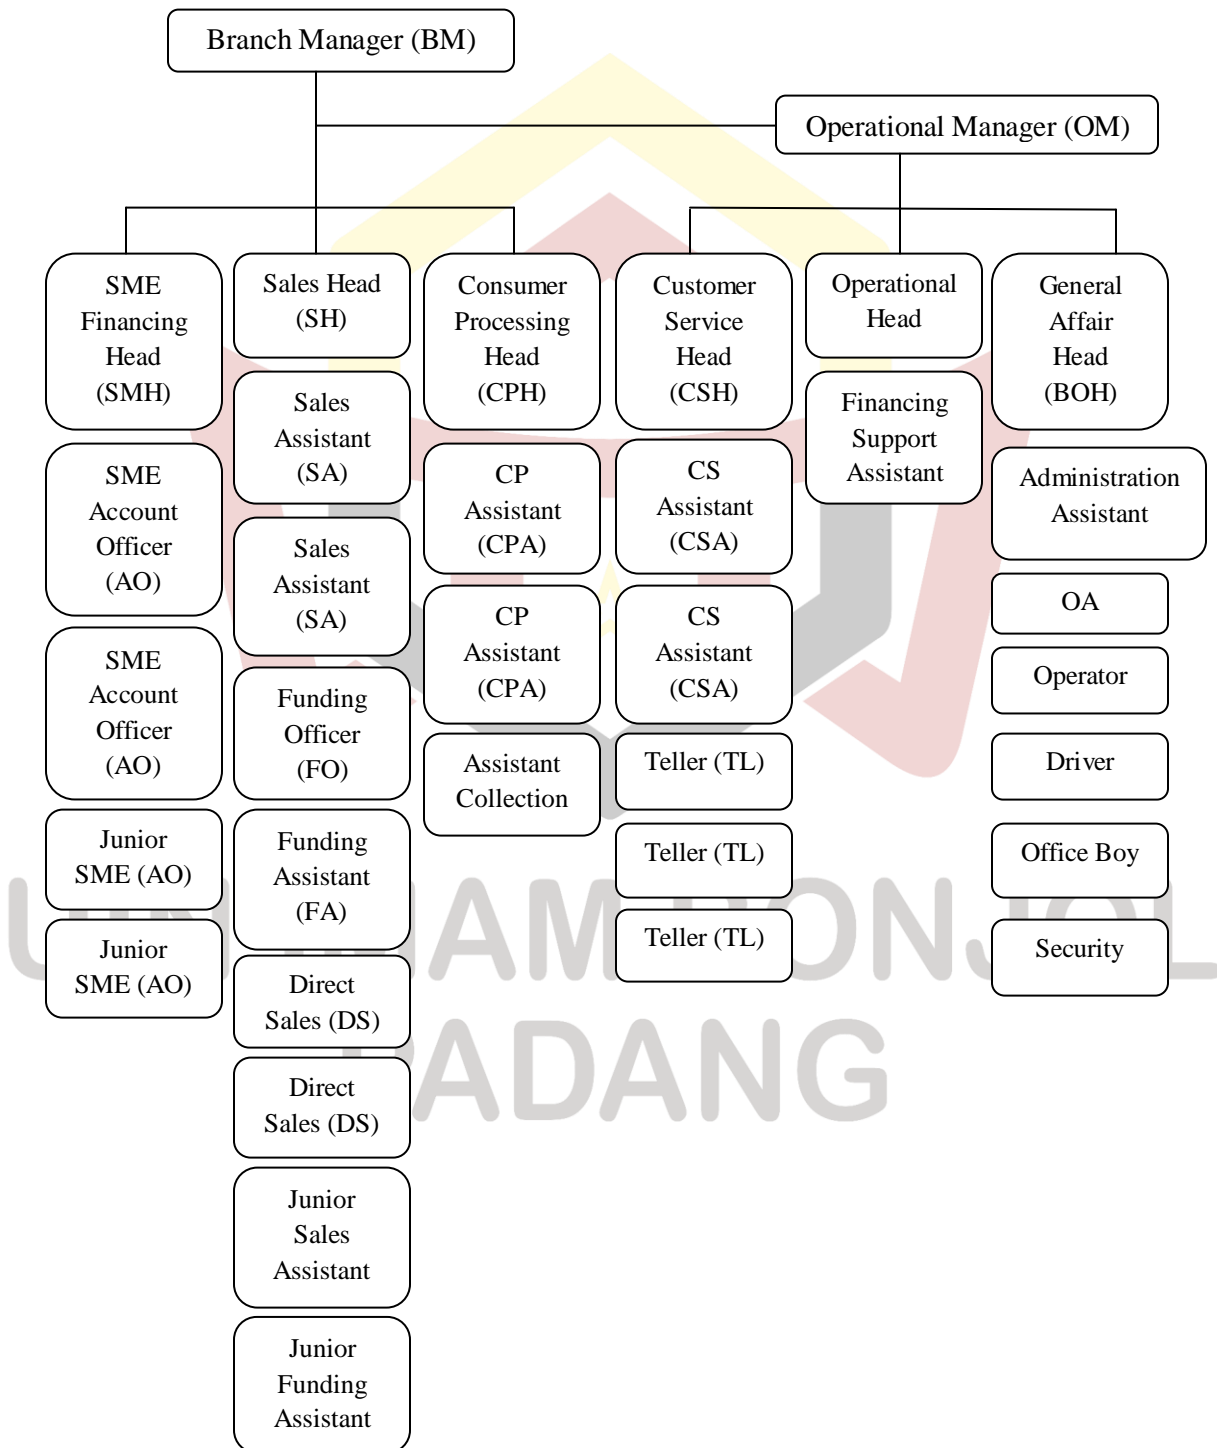 Branch Manager (BM)
Operational Manager (OM)
SME
Financing
Head
(SMH)
SME
Account
Officer
(AO)
SME
Account
Officer
(AO)
Junior
SME (AO)
Junior
SME (AO)
Sales Head
(SH)
Sales
Assistant
(SA)
Sales
Assistant
(SA)
Funding
Officer
(FO)
Funding
Assistant
(FA)
Direct
Sales (DS)
Direct
Sales (DS)
Junior
Sales
Assistant
Junior
Funding
Assistant
Consumer
Processing
Head
(CPH)
CP
Assistant
(CPA)
CP
Assistant
(CPA)
Assistant
Collection
Customer
Service
Head
(CSH)
CS
Assistant
(CSA)
CS
Assistant
(CSA)
Teller (TL)
Teller (TL)
Teller (TL)
Operational
Head
Financing
Support
Assistant
General
Affair
Head
(BOH)
Administration
Assistant
OA
Operator
Driver
Office Boy
Security
PADANG